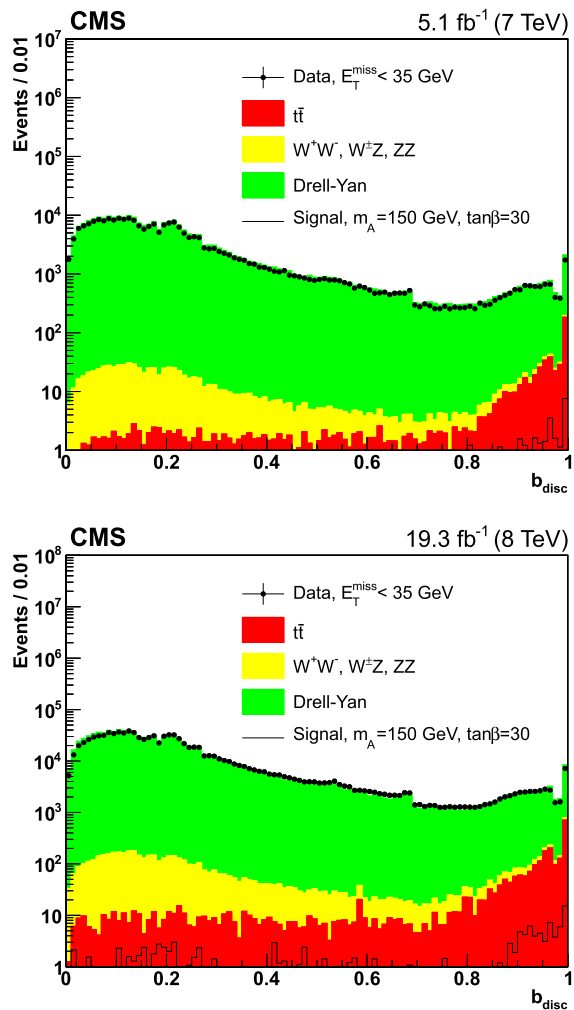 CMS 5.1 fb⁻¹ (7 TeV)
Events / 0.01
10⁷
10⁶
10⁵
10⁴
10³
10²
10
1
Data, E_T^miss < 35 GeV
tt̄
W⁺W⁻, W^±Z, ZZ
Drell-Yan
Signal, m_A=150 GeV, tanβ=30
0 0.2 0.4 0.6 0.8 1
b_disc
CMS 19.3 fb⁻¹ (8 TeV)
Events / 0.01
10⁸
10⁷
10⁶
10⁵
10⁴
10³
10²
10
1
Data, E_T^miss < 35 GeV
tt̄
W⁺W⁻, W^±Z, ZZ
Drell-Yan
Signal, m_A=150 GeV, tanβ=30
0 0.2 0.4 0.6 0.8 1
b_disc